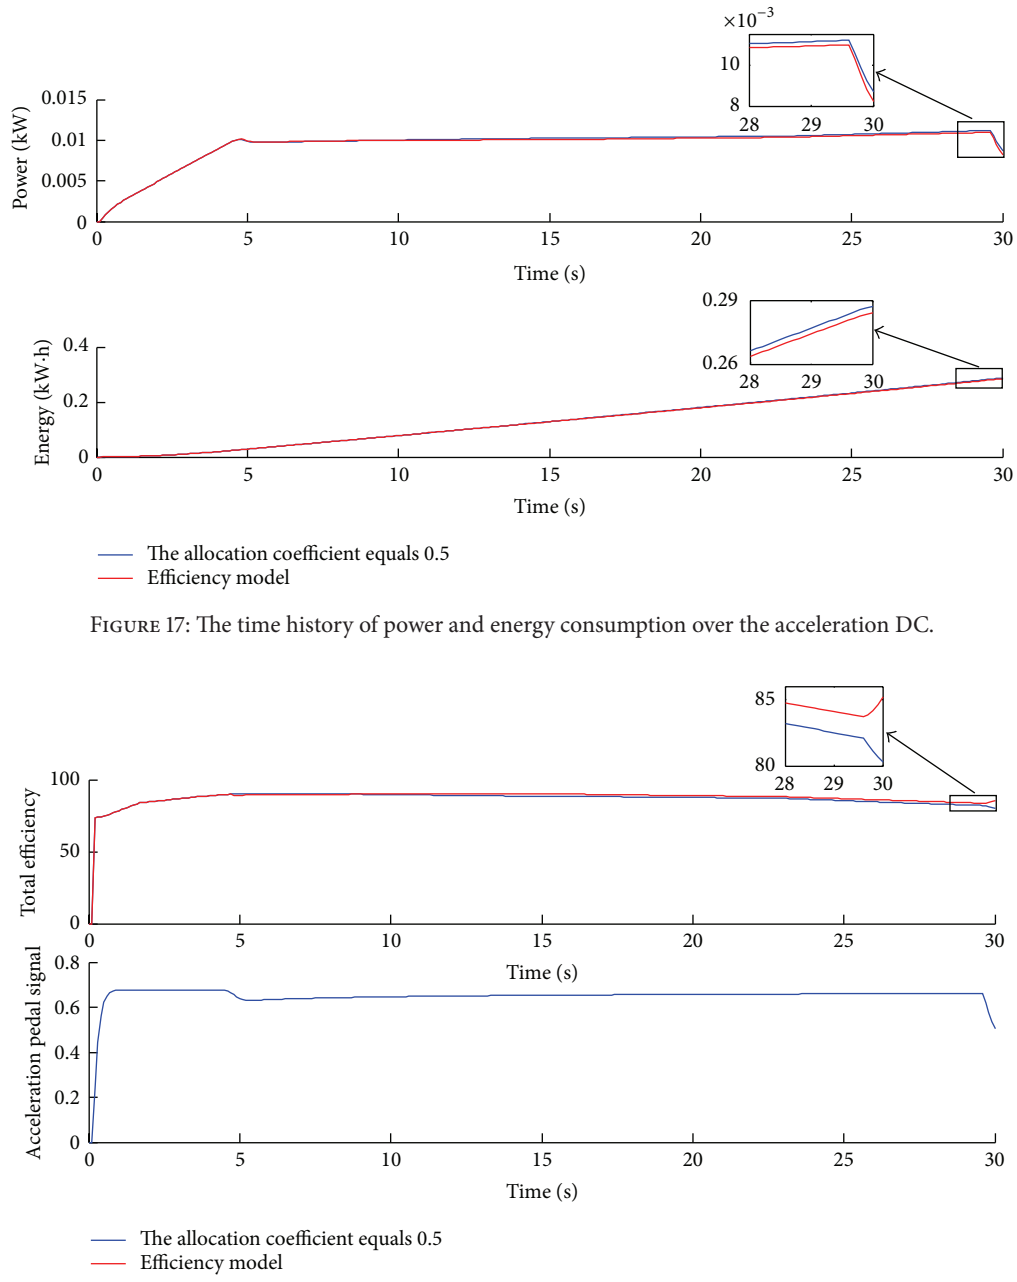 ×10−3
10
8
28 29 30
0.015
0.01
0.005
0
Power (kW)
0 5 10 15 20 25 30
Time (s)
0.29
0.26
28 29 30
0.4
0.2
0
Energy (kW·h)
0 5 10 15 20 25 30
Time (s)
The allocation coefficient equals 0.5
Efficiency model
Figure 17: The time history of power and energy consumption over the acceleration DC.
85
80
28 29 30
100
50
0
Total efficiency
0 5 10 15 20 25 30
Time (s)
0.8
0.6
0.4
0.2
0
Acceleration pedal signal
0 5 10 15 20 25 30
Time (s)
The allocation coefficient equals 0.5
Efficiency model